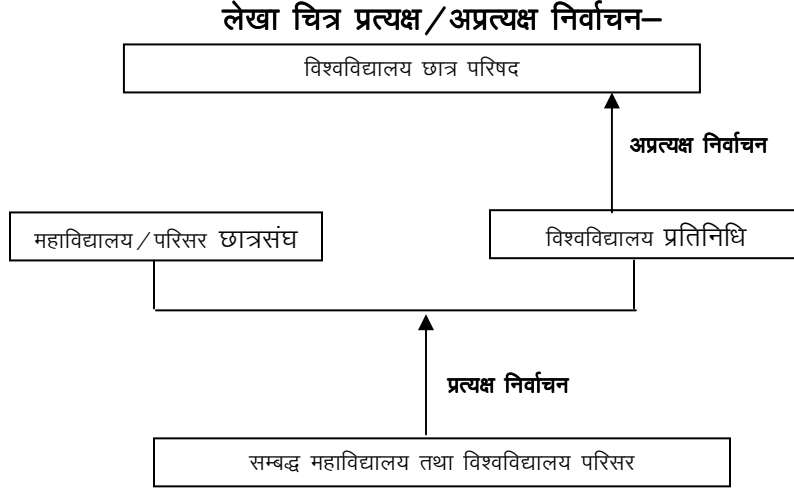 लेखा चित्र प्रत्यक्ष/अप्रत्यक्ष निर्वाचन–
विश्वविद्यालय छात्र परिषद
अप्रत्यक्ष निर्वाचन
महाविद्यालय/परिसर छात्रसंघ
विश्वविद्यालय प्रतिनिधि
प्रत्यक्ष निर्वाचन
सम्बद्ध महाविद्यालय तथा विश्वविद्यालय परिसर